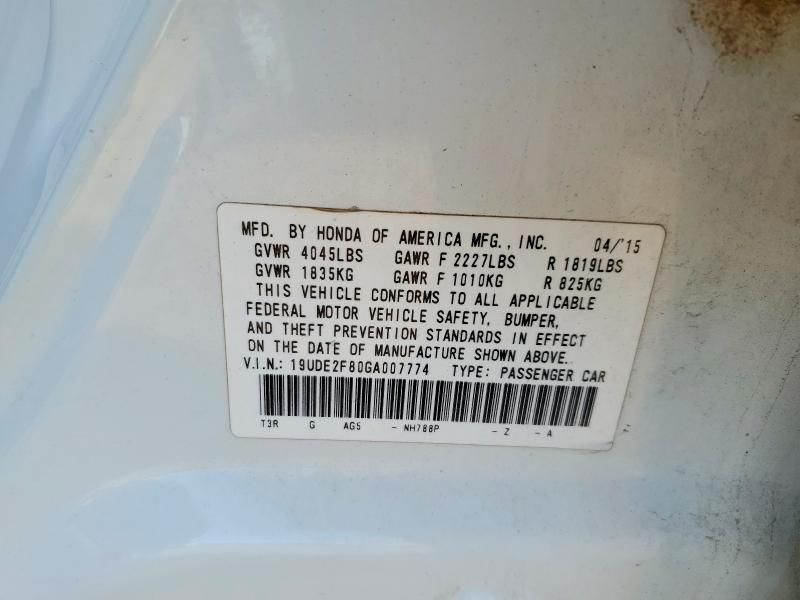 MFD. BY HONDA OF AMERICA MFG., INC. 04/'15
GVWR 4045LBS GAWR F 2227LBS R 1819LBS
GVWR 1835KG GAWR F 1010KG R 825KG
THIS VEHICLE CONFORMS TO ALL APPLICABLE
FEDERAL MOTOR VEHICLE SAFETY, BUMPER,
AND THEFT PREVENTION STANDARDS IN EFFECT
ON THE DATE OF MANUFACTURE SHOWN ABOVE.
V.I.N.: 19UDE2F80GA007774 TYPE: PASSENGER CAR
T3R G AG5 - NH788P - Z - A